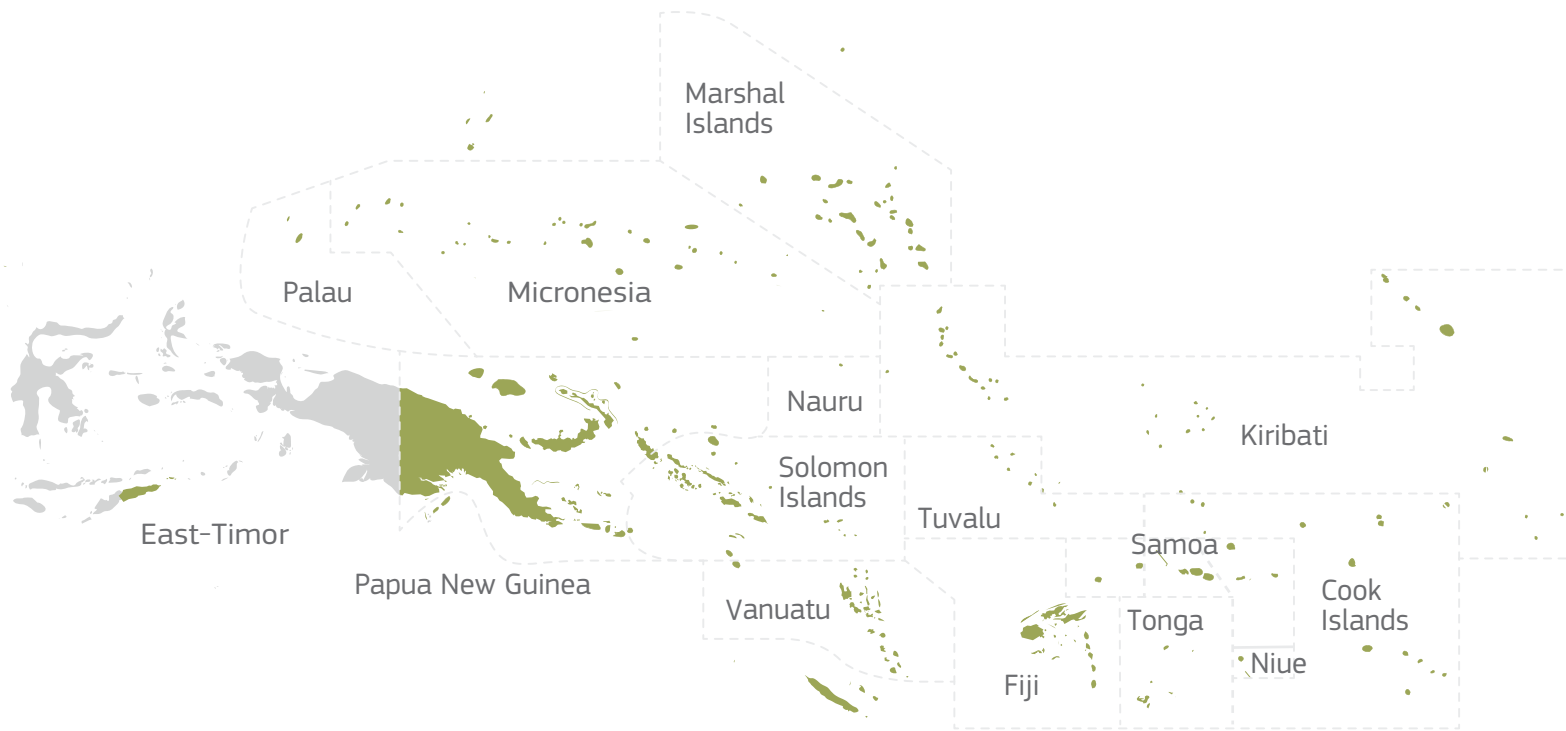 Marshal
Islands
Palau
Micronesia
Nauru
Kiribati
Solomon
Islands
Tuvalu
East-Timor
Samoa
Papua New Guinea
Vanuatu
Tonga
Cook
Islands
Niue
Fiji